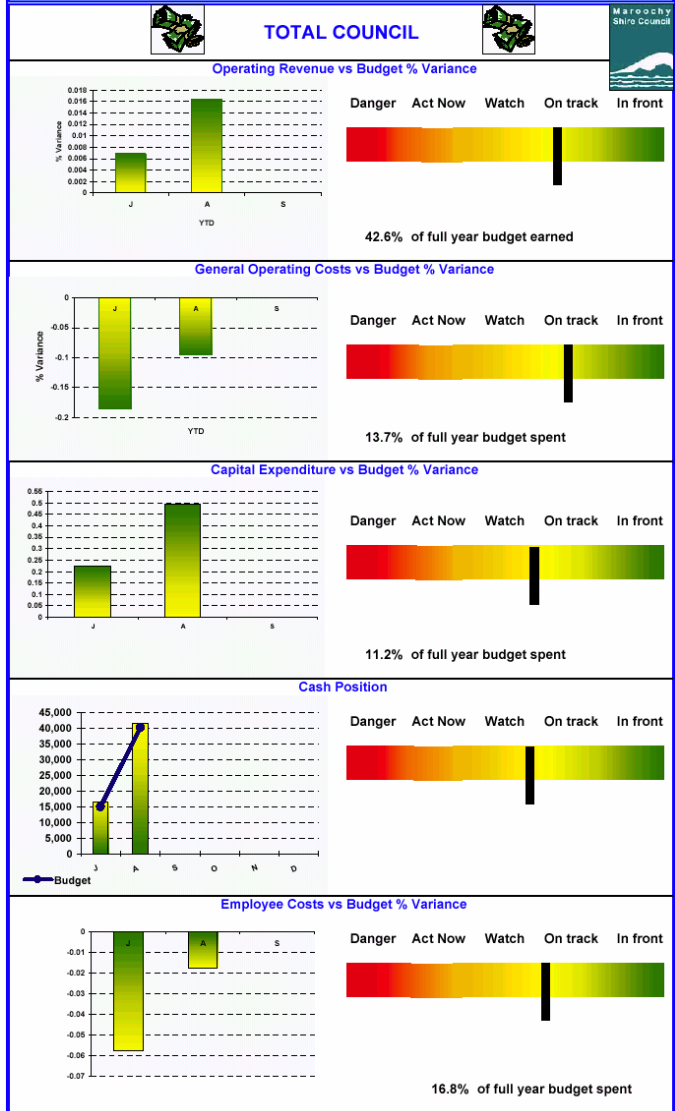 TOTAL COUNCIL
Maroochy
Shire Council
Operating Revenue vs Budget % Variance
0.018
0.016
0.014
0.012
0.01
0.008
0.006
0.004
0.002
0
% Variance
J A S
YTD
Danger Act Now Watch On track In front
42.6% of full year budget earned
General Operating Costs vs Budget % Variance
0
-0.05
-0.1
-0.15
-0.2
% Variance
J A S
YTD
Danger Act Now Watch On track In front
13.7% of full year budget spent
Capital Expenditure vs Budget % Variance
0.55
0.5
0.45
0.4
0.35
0.3
0.25
0.2
0.15
0.1
0.05
0
J A S
Danger Act Now Watch On track In front
11.2% of full year budget spent
Cash Position
45,000
40,000
35,000
30,000
25,000
20,000
15,000
10,000
5,000
0
J A S O N D
Budget
Danger Act Now Watch On track In front
Employee Costs vs Budget % Variance
0
-0.01
-0.02
-0.03
-0.04
-0.05
-0.06
-0.07
J A S
Danger Act Now Watch On track In front
16.8% of full year budget spent